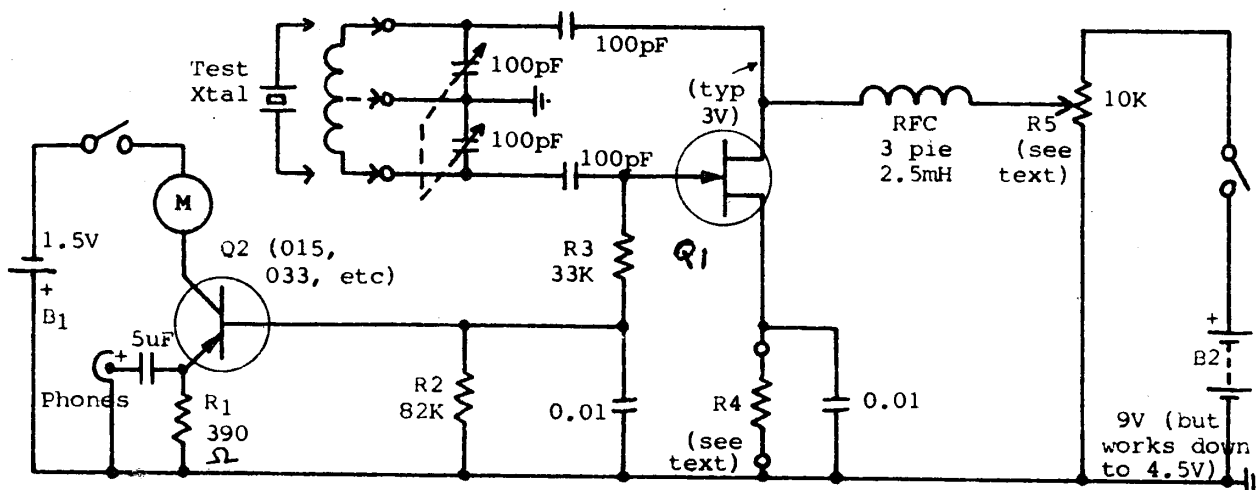 Test
Xtal
100pF
100pF
100pF
100pF
(typ
3V)
RFC
3 pie
2.5mH
R5
(see
text)
10K
M
1.5V
+
B1
Q2 (015,
033, etc)
R3
33K
Q1
5uF
+
Phones
R1
390
Ω
R2
82K
0.01
R4
(see
text)
0.01
+
B2
9V (but
works down
to 4.5V)